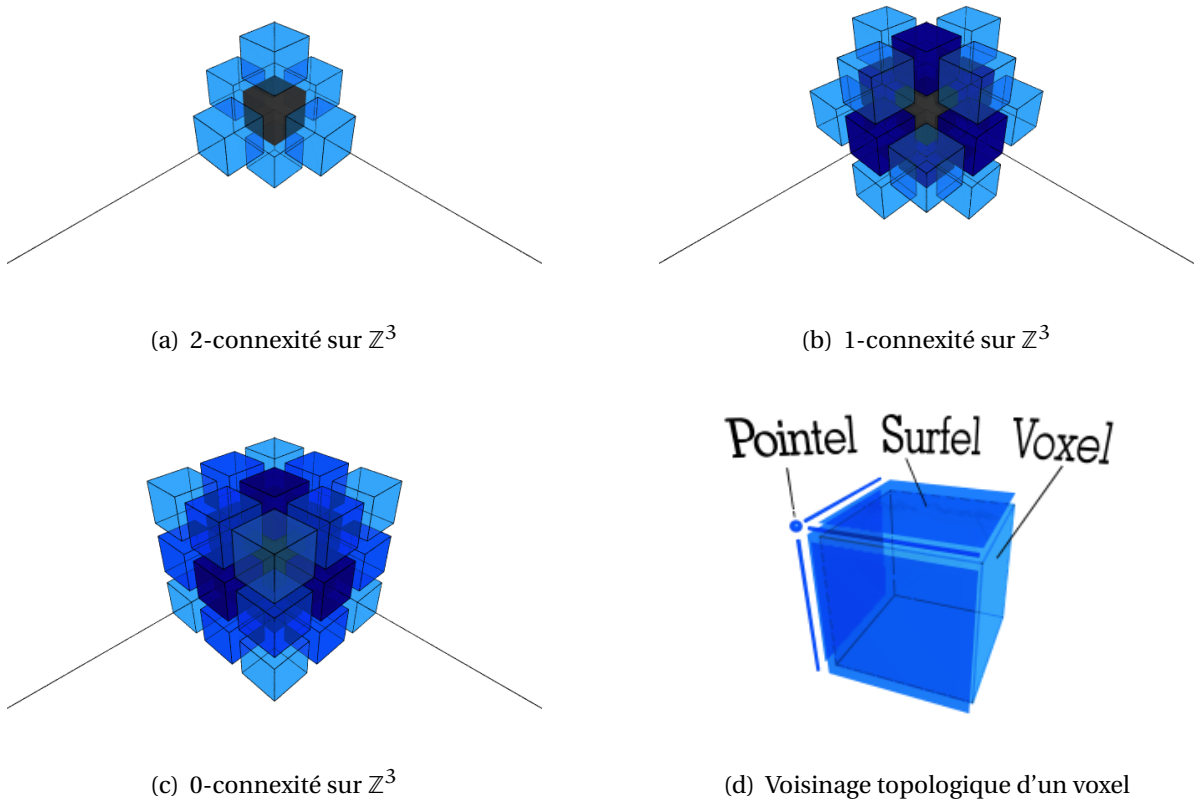 (a) 2-connexité sur ℤ³
(b) 1-connexité sur ℤ³
Pointel Surfel Voxel
(c) 0-connexité sur ℤ³
(d) Voisinage topologique d'un voxel